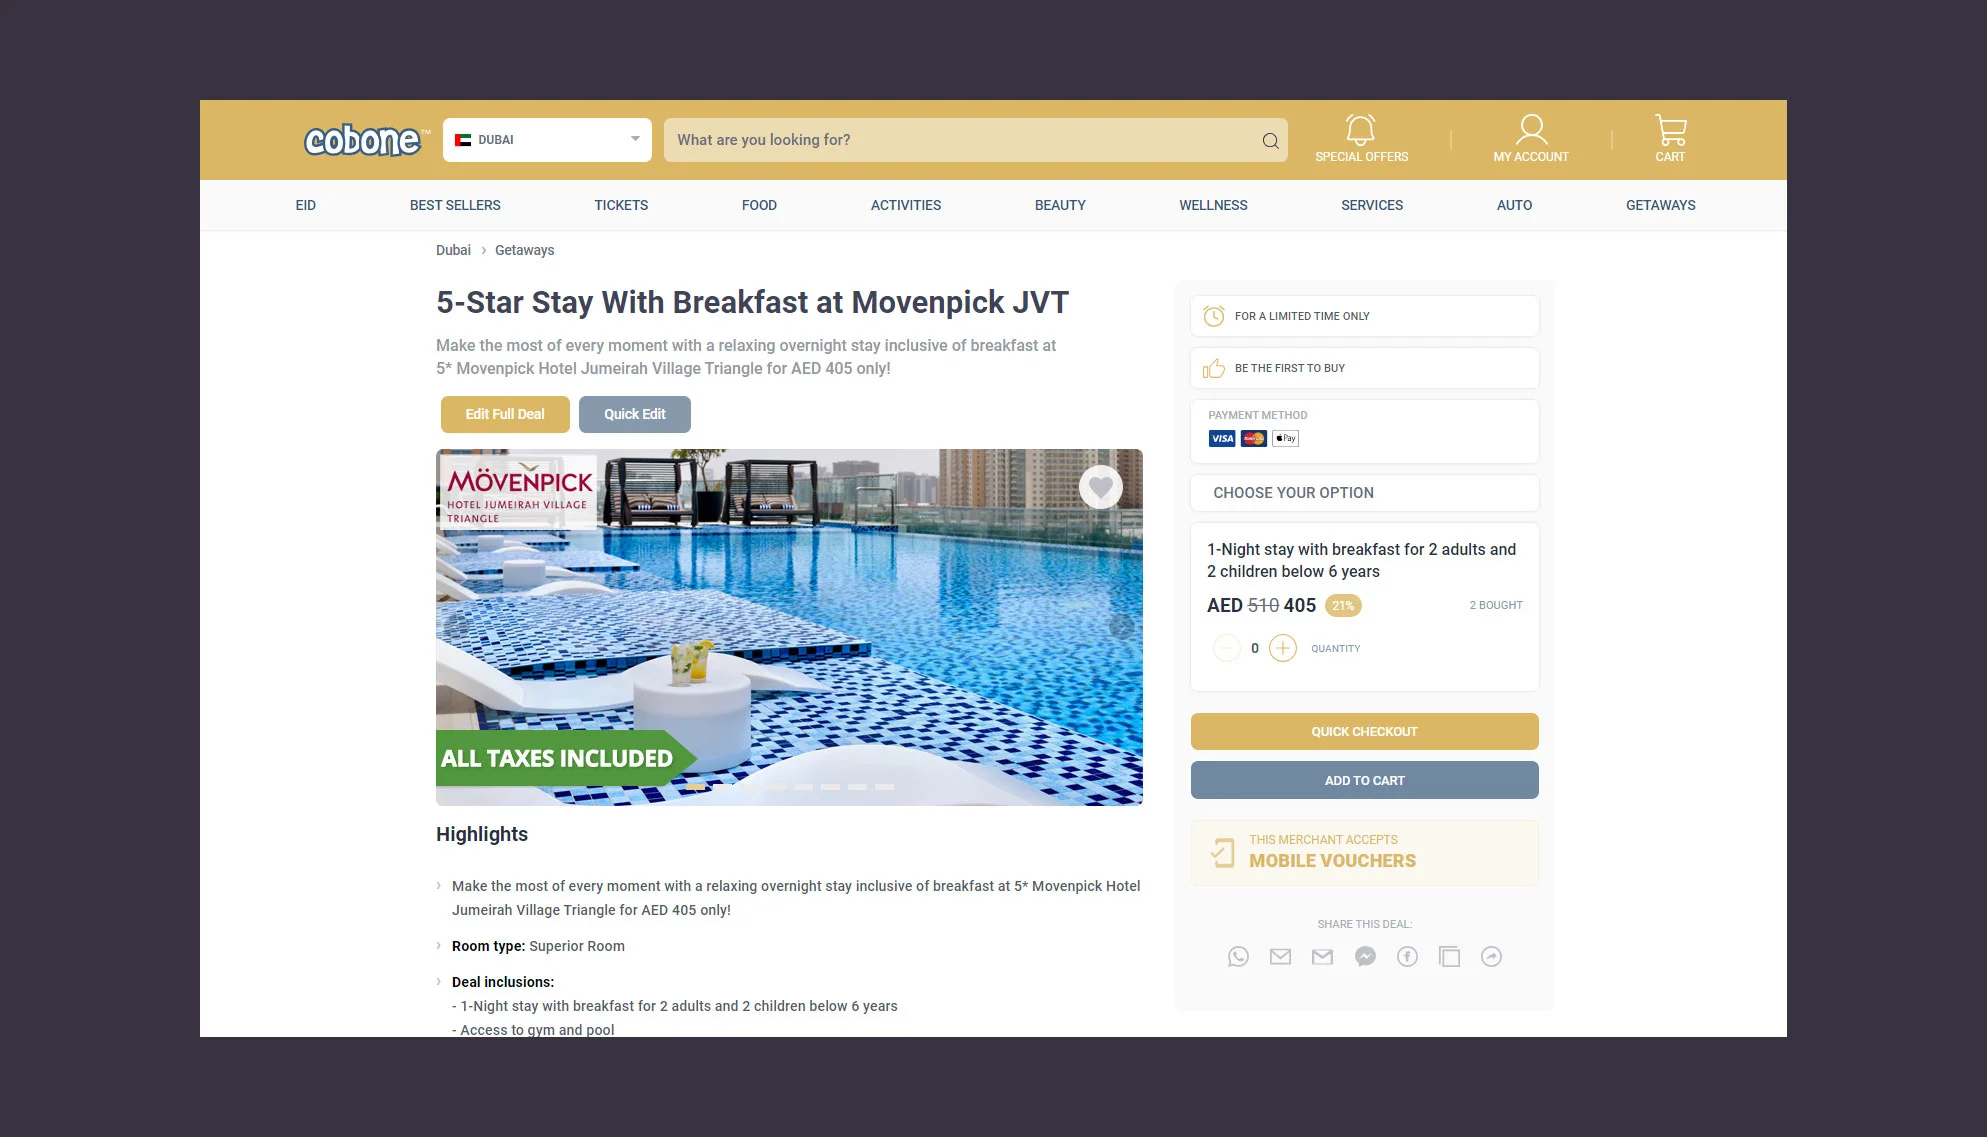 cobone™
DUBAI
What are you looking for?
SPECIAL OFFERS
MY ACCOUNT
CART
EID
BEST SELLERS
TICKETS
FOOD
ACTIVITIES
BEAUTY
WELLNESS
SERVICES
AUTO
GETAWAYS
Dubai › Getaways
5-Star Stay With Breakfast at Movenpick JVT
Make the most of every moment with a relaxing overnight stay inclusive of breakfast at
5* Movenpick Hotel Jumeirah Village Triangle for AED 405 only!
Edit Full Deal
Quick Edit
MÖVENPICK
HOTEL JUMEIRAH VILLAGE
TRIANGLE
ALL TAXES INCLUDED
Highlights
Make the most of every moment with a relaxing overnight stay inclusive of breakfast at 5* Movenpick Hotel
Jumeirah Village Triangle for AED 405 only!
Room type: Superior Room
Deal inclusions:
- 1-Night stay with breakfast for 2 adults and 2 children below 6 years
- Access to gym and pool
FOR A LIMITED TIME ONLY
BE THE FIRST TO BUY
PAYMENT METHOD
VISA
Pay
CHOOSE YOUR OPTION
1-Night stay with breakfast for 2 adults and
2 children below 6 years
AED 510 405 21%
2 BOUGHT
0
QUANTITY
QUICK CHECKOUT
ADD TO CART
THIS MERCHANT ACCEPTS
MOBILE VOUCHERS
SHARE THIS DEAL: